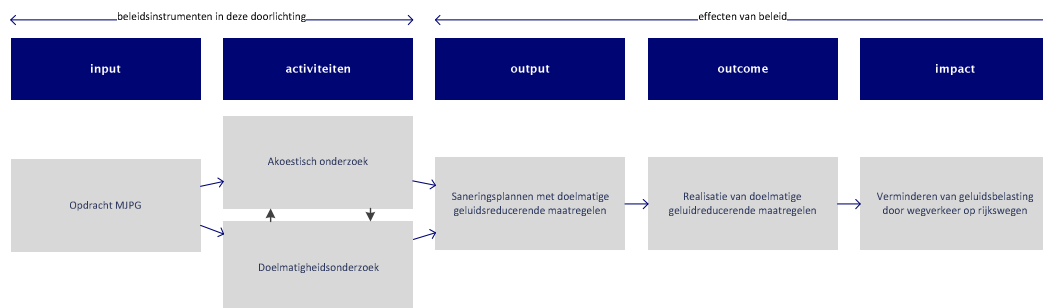 beleidsinstrumenten in deze doorlichting
effecten van beleid
input
activiteiten
output
outcome
impact
Opdracht MJPG
Akoestisch onderzoek
Doelmatigheidsonderzoek
Saneringsplannen met doelmatige
geluidsreducerende maatregelen
Realisatie van doelmatige
geluidreducerende maatregelen
Verminderen van geluidsbelasting
door wegverkeer op rijkswegen